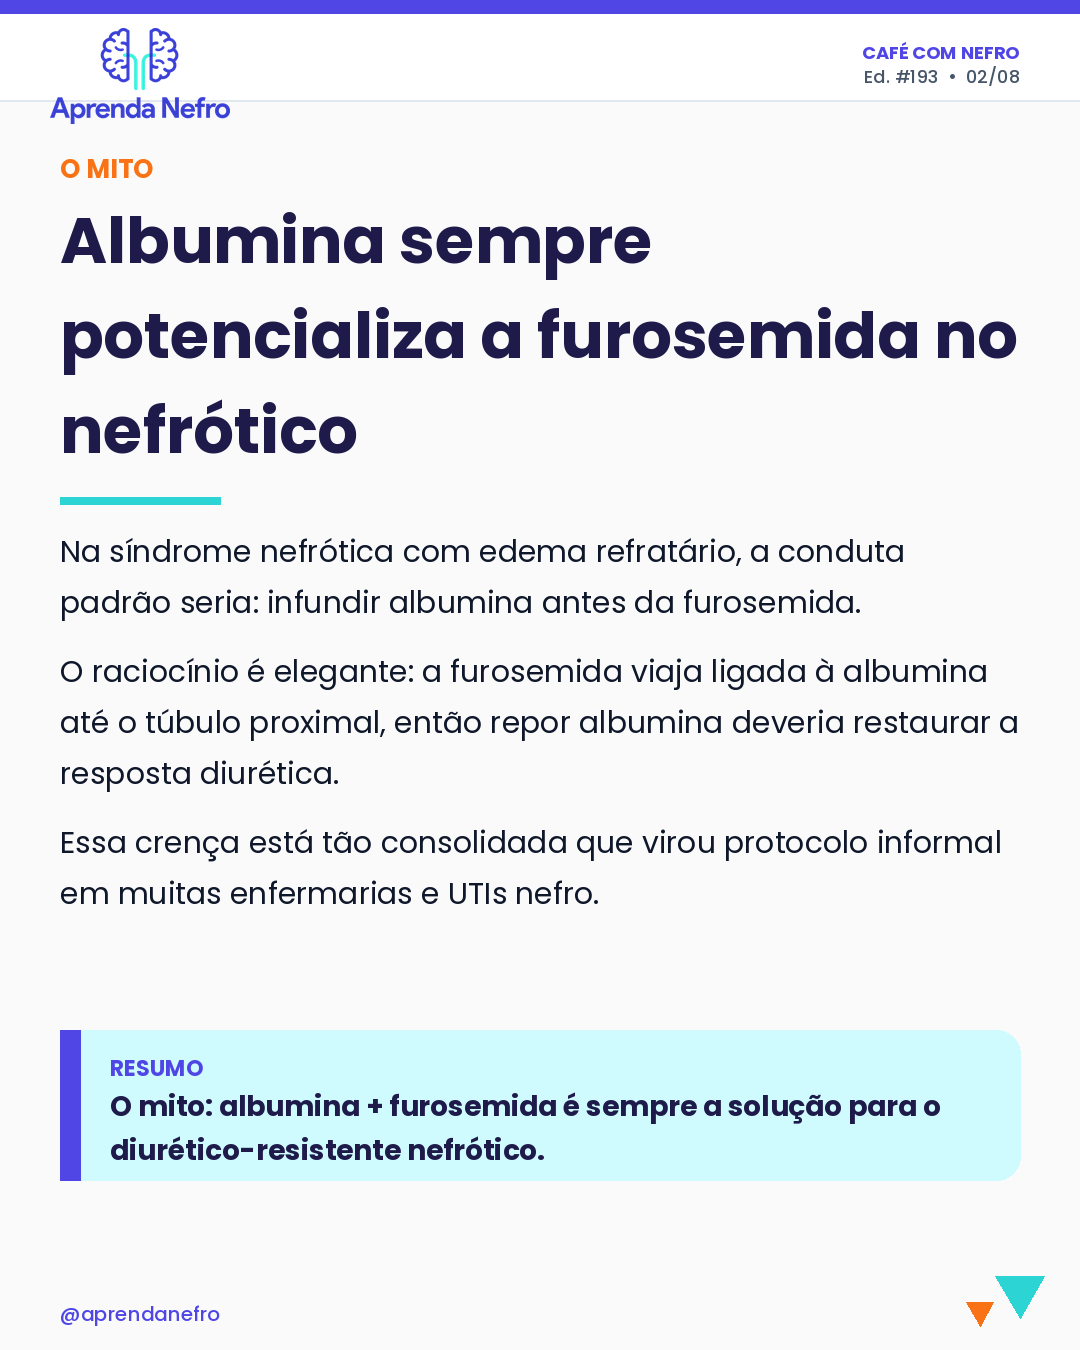 Aprenda Nefro
CAFÉ COM NEFRO
Ed. #193 • 02/08
O MITO
Albumina sempre
potencializa a furosemida no
nefrótico
Na síndrome nefrótica com edema refratário, a conduta
padrão seria: infundir albumina antes da furosemida.
O raciocínio é elegante: a furosemida viaja ligada à albumina
até o túbulo proximal, então repor albumina deveria restaurar a
resposta diurética.
Essa crença está tão consolidada que virou protocolo informal
em muitas enfermarias e UTIs nefro.
RESUMO
O mito: albumina + furosemida é sempre a solução para o
diurético-resistente nefrótico.
@aprendanefro